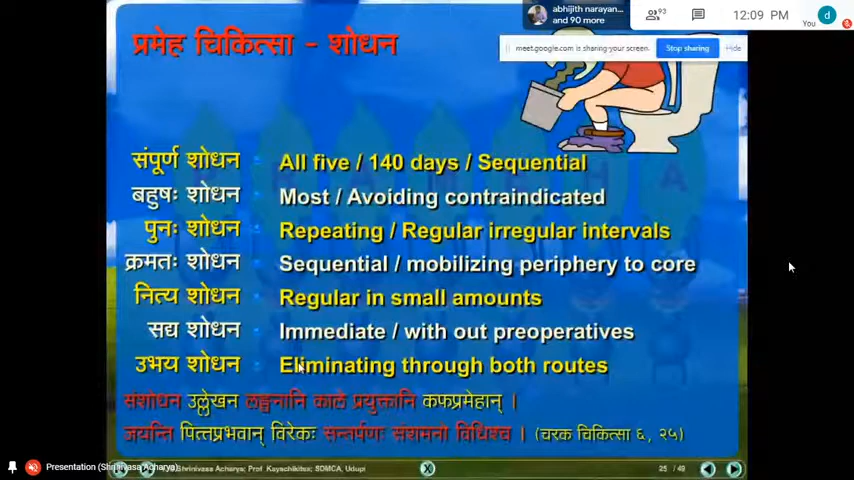 abhijith narayan...
and 90 more
93
12:09 PM
d
You
प्रमेह चिकित्सा - शोधन
meet.google.com is sharing your screen.
Stop sharing
Hide
संपूर्ण शोधन - All five / 140 days / Sequential
बहुषः शोधन - Most / Avoiding contraindicated
पुनः शोधन - Repeating / Regular irregular intervals
क्रमतः शोधन - Sequential / mobilizing periphery to core
नित्य शोधन - Regular in small amounts
सद्य शोधन - Immediate / with out preoperatives
उभय शोधन - Eliminating through both routes
संशोधन उल्लेखन लङ्घनानि काले प्रयुक्तानि कफप्रमेहान् ।
जयन्ति पित्तप्रभवान् विरेकः सन्तर्पणः संशमनो विधिश्च । (चरक चिकित्सा ६, २५)
Presentation (Shrinivasa Acharya)
Shrinivasa Acharya; Prof. Kayachikitsa; SDMCA, Udupi
25 / 49